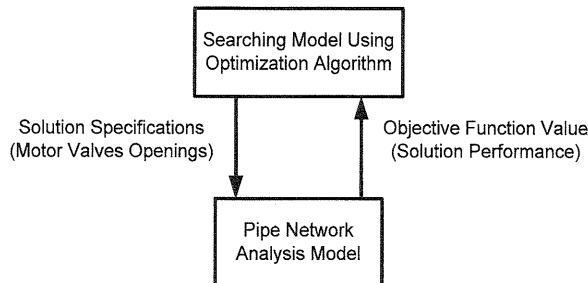 Searching Model Using
Optimization Algorithm
Solution Specifications
(Motor Valves Openings)
Objective Function Value
(Solution Performance)
Pipe Network
Analysis Model